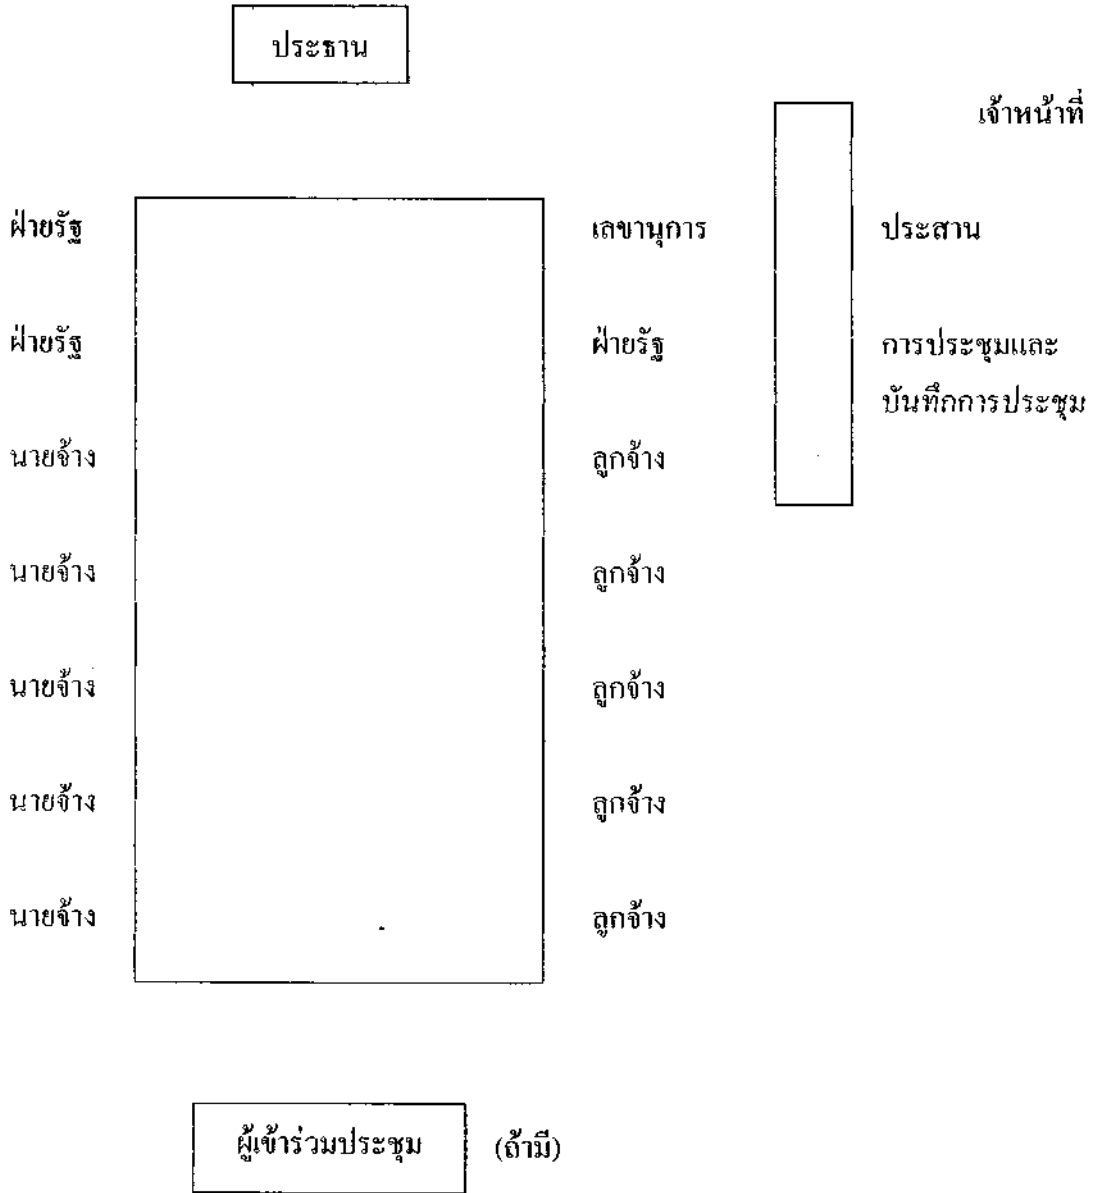 ประธาน
เจ้าหน้าที่
ฝ่ายรัฐ เลขานุการ ประสาน
ฝ่ายรัฐ ฝ่ายรัฐ การประชุมและ
บันทึกการประชุม
นายจ้าง ลูกจ้าง
นายจ้าง ลูกจ้าง
นายจ้าง ลูกจ้าง
นายจ้าง ลูกจ้าง
นายจ้าง ลูกจ้าง
ผู้เข้าร่วมประชุม (ถ้ามี)